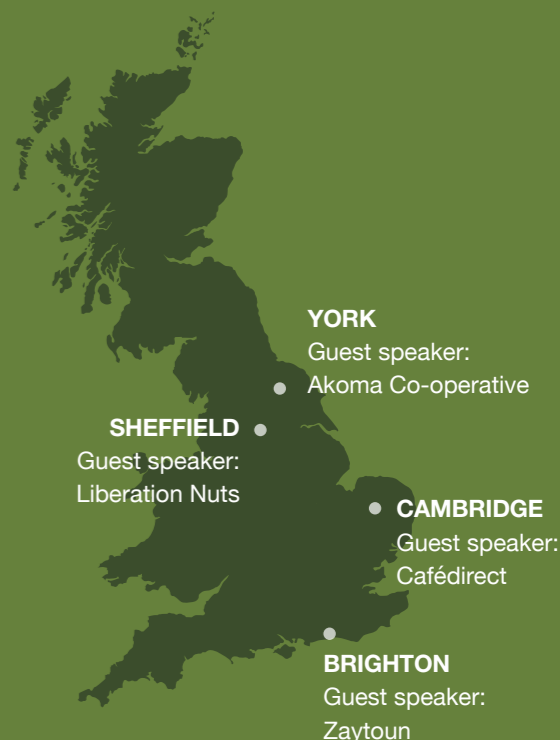 YORK
Guest speaker:
Akoma Co-operative
SHEFFIELD
Guest speaker:
Liberation Nuts
CAMBRIDGE
Guest speaker:
Cafédirect
BRIGHTON
Guest speaker:
Zaytoun